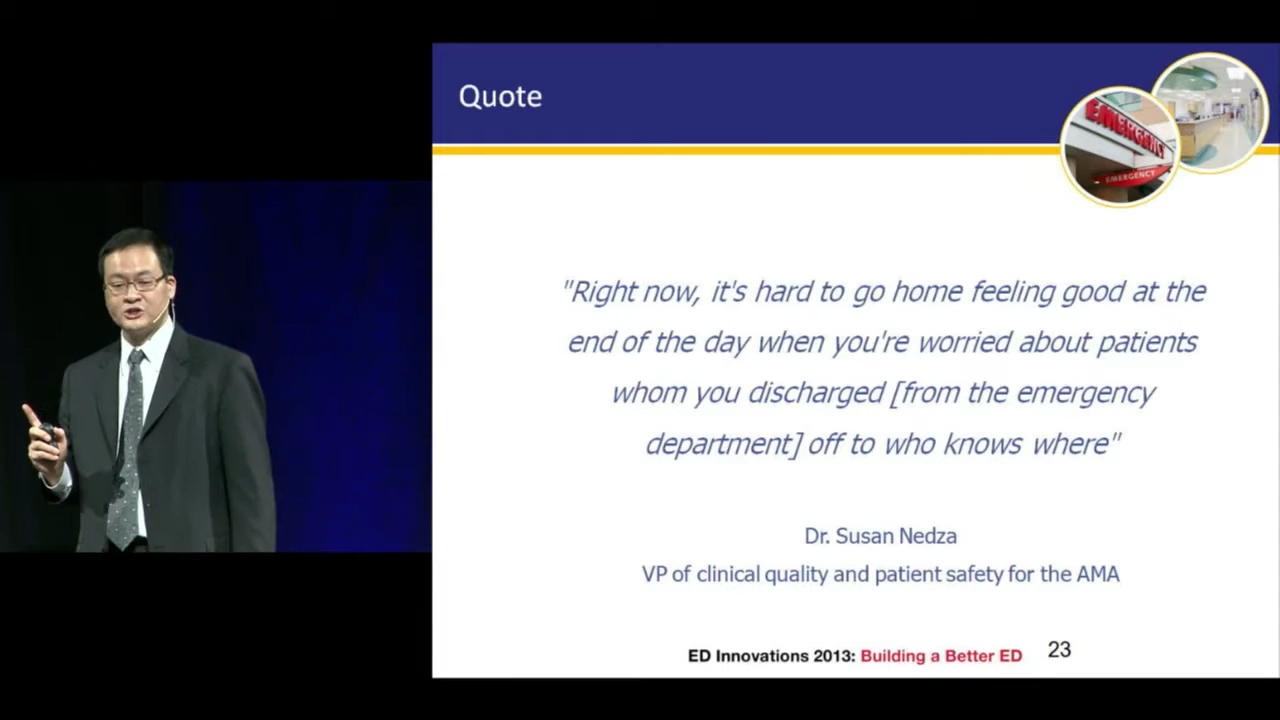 Quote
EMERGENCY
EMERGENCY
"Right now, it's hard to go home feeling good at the
end of the day when you're worried about patients
whom you discharged [from the emergency
department] off to who knows where"
Dr. Susan Nedza
VP of clinical quality and patient safety for the AMA
ED Innovations 2013: Building a Better ED 23